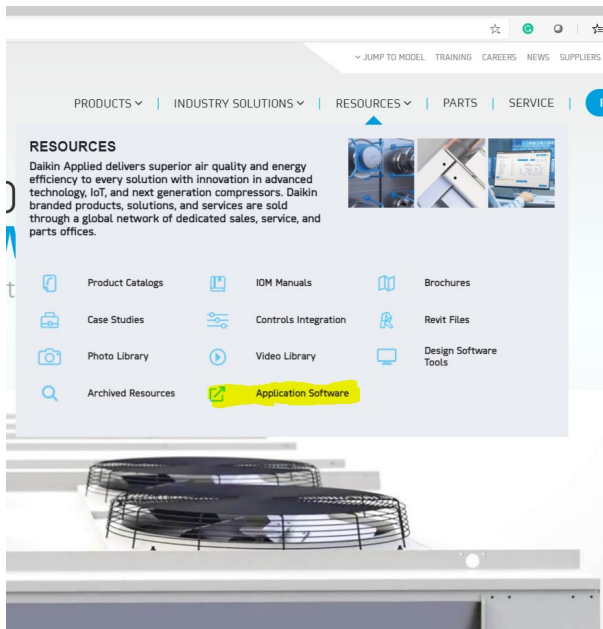 JUMP TO MODEL TRAINING CAREERS NEWS SUPPLIERS
PRODUCTS | INDUSTRY SOLUTIONS | RESOURCES | PARTS | SERVICE |
RESOURCES
Daikin Applied delivers superior air quality and energy
efficiency to every solution with innovation in advanced
technology, IoT, and next generation compressors. Daikin
branded products, solutions, and services are sold
through a global network of dedicated sales, service, and
parts offices.
Product Catalogs
IOM Manuals
Brochures
Case Studies
Controls Integration
Revit Files
Photo Library
Video Library
Design Software
Tools
Archived Resources
Application Software